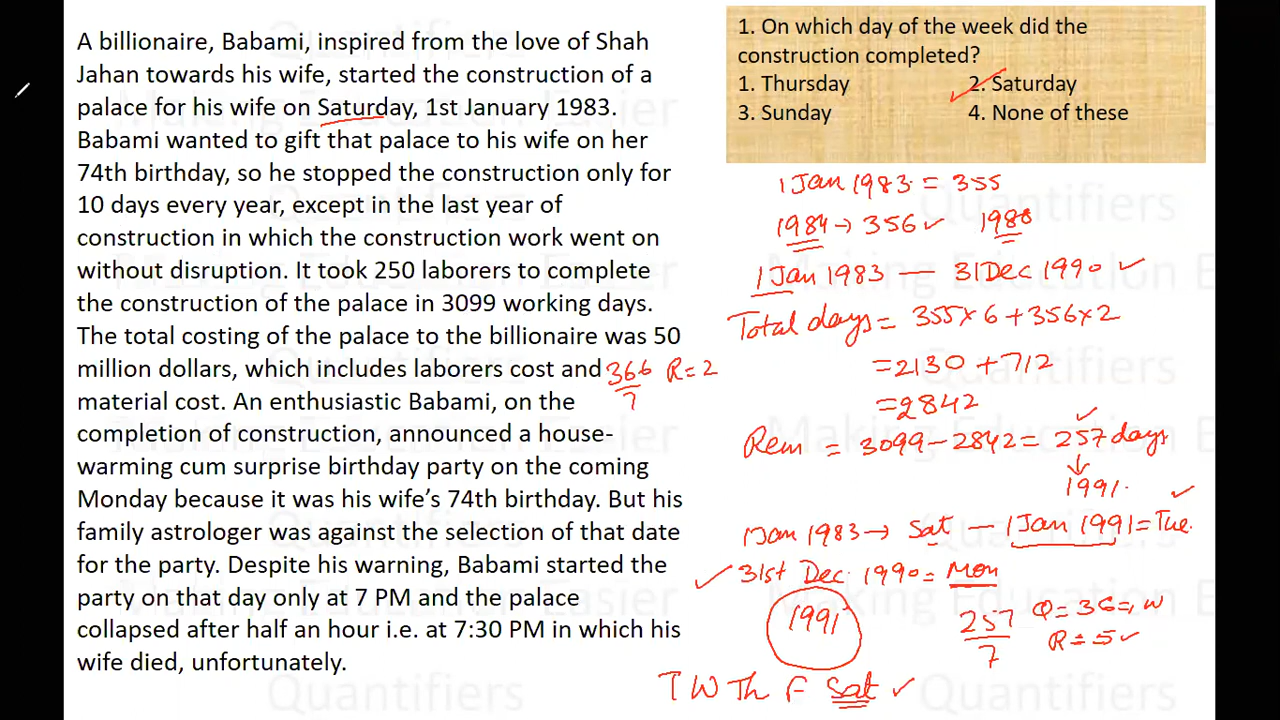 A billionaire, Babami, inspired from the love of Shah
Jahan towards his wife, started the construction of a
palace for his wife on Saturday, 1st January 1983.
Babami wanted to gift that palace to his wife on her
74th birthday, so he stopped the construction only for
10 days every year, except in the last year of
construction in which the construction work went on
without disruption. It took 250 laborers to complete
the construction of the palace in 3099 working days.
The total costing of the palace to the billionaire was 50
million dollars, which includes laborers cost and
material cost. An enthusiastic Babami, on the
completion of construction, announced a house-
warming cum surprise birthday party on the coming
Monday because it was his wife's 74th birthday. But his
family astrologer was against the selection of that date
for the party. Despite his warning, Babami started the
party on that day only at 7 PM and the palace
collapsed after half an hour i.e. at 7:30 PM in which his
wife died, unfortunately.
366 R=2
7
1. On which day of the week did the
construction completed?
1. Thursday 2. Saturday
3. Sunday 4. None of these
1 Jan 1983 = 355
1984 → 356 ✓ 1988
1 Jan 1983 — 31 Dec 1990 ✓
Total days = 355×6 + 356×2
= 2130 + 712
= 2842
Rem = 3099 - 2842 = 257 days
1991.
1 Jan 1983 → Sat — 1 Jan 1991 = Tue.
✓ 31st Dec. 1990 = Mon
1991
257 Q = 36 =, W
7 R = 5 ✓
T W Th F Sat ✓
Quantifiers
Making Education Easier